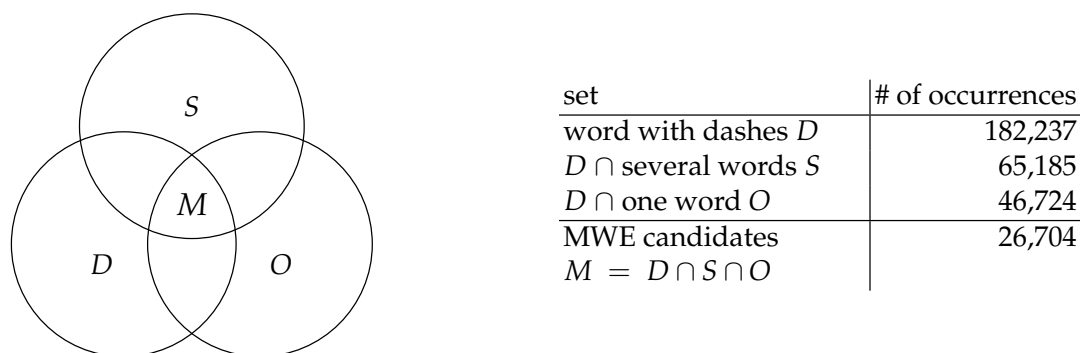 S
M
D
O
set # of occurrences
word with dashes D 182,237
D ∩ several words S 65,185
D ∩ one word O 46,724
MWE candidates 26,704
M = D ∩ S ∩ O